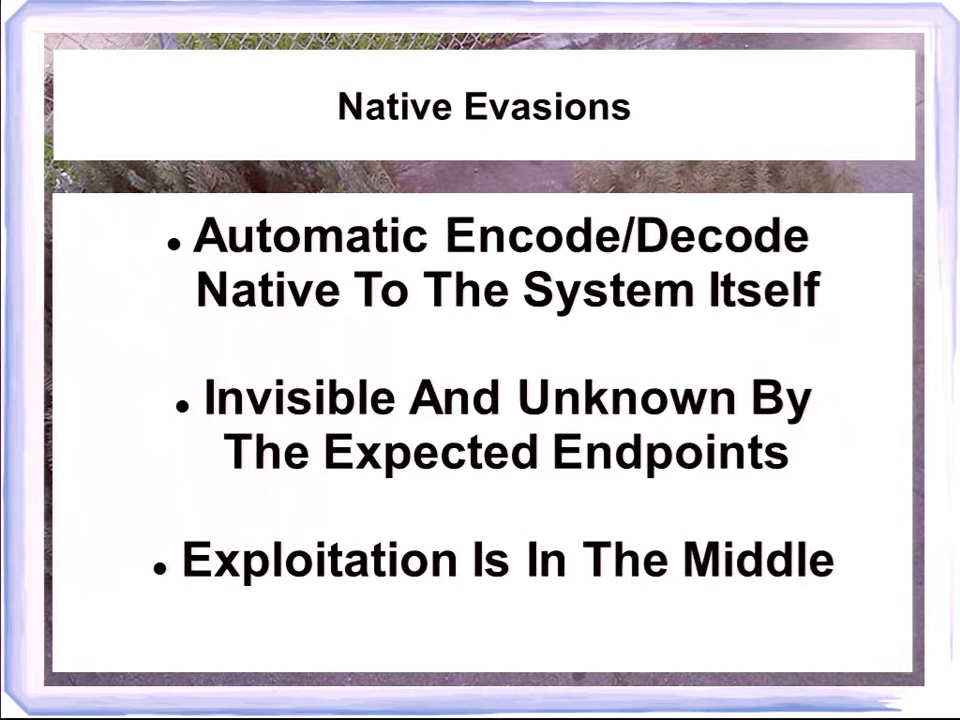 Native Evasions
● Automatic Encode/Decode
Native To The System Itself
● Invisible And Unknown By
The Expected Endpoints
● Exploitation Is In The Middle